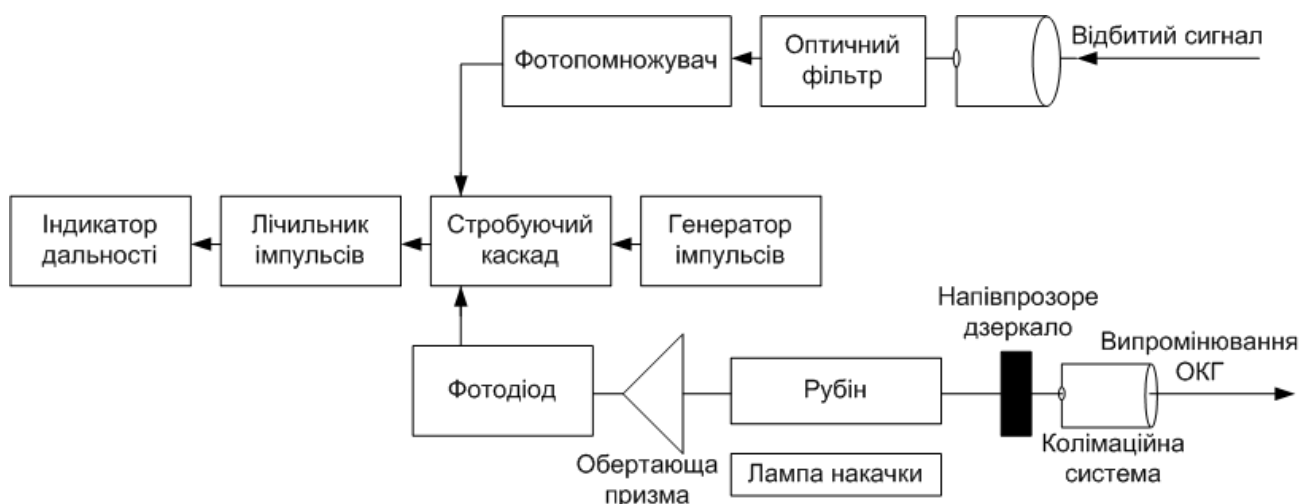 Відбитий сигнал
Фотопомножувач
Оптичний
фільтр
Індикатор
дальності
Лічильник
імпульсів
Стробуючий
каскад
Генератор
імпульсів
Напівпрозоре
дзеркало
Випромінювання
ОКГ
Фотодіод
Рубін
Обертающа
призма
Лампа накачки
Колімаційна
система